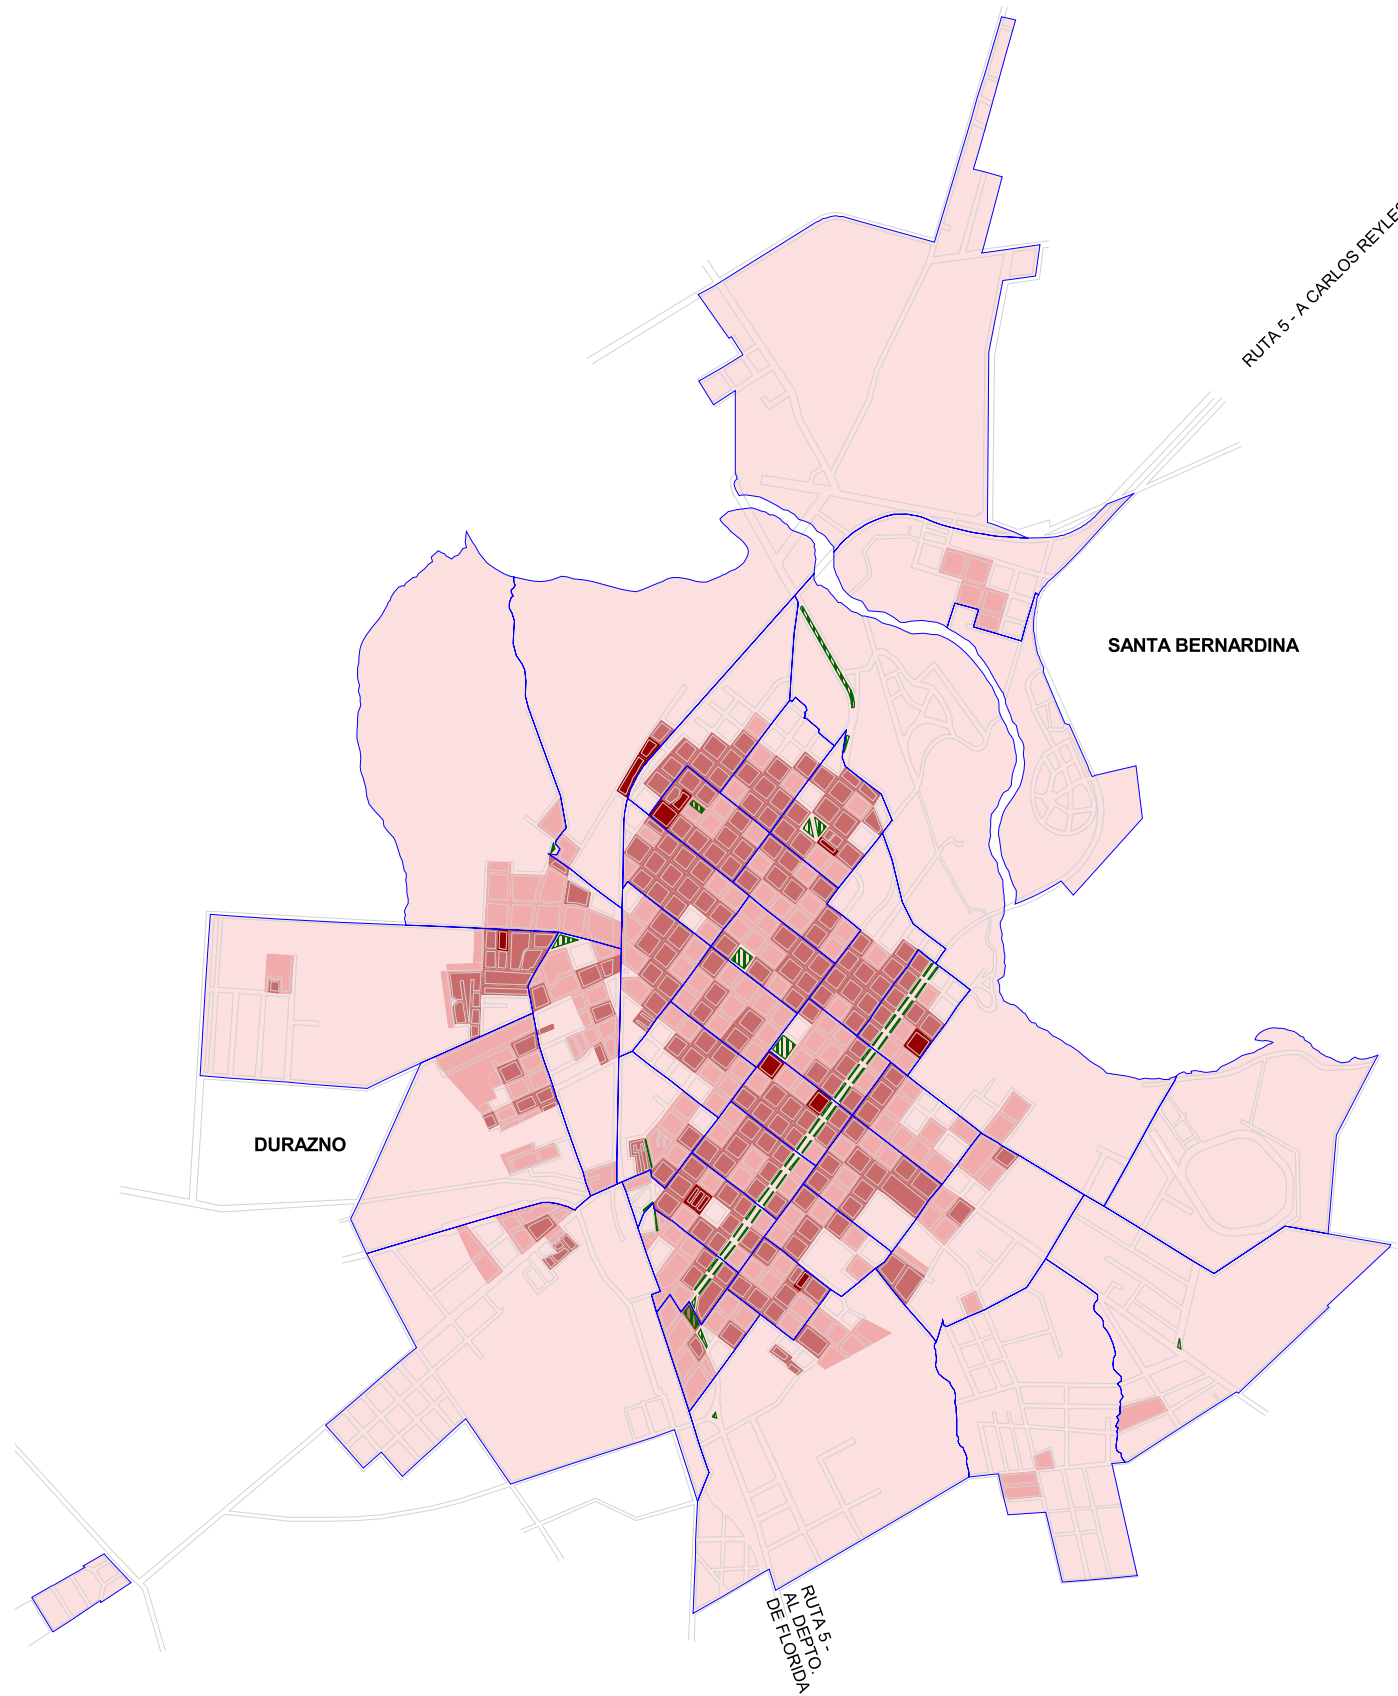 RUTA 5 - A CARLOS REYLES
SANTA BERNARDINA
DURAZNO
RUTA 5 -
AL DEPTO.
DE FLORIDA